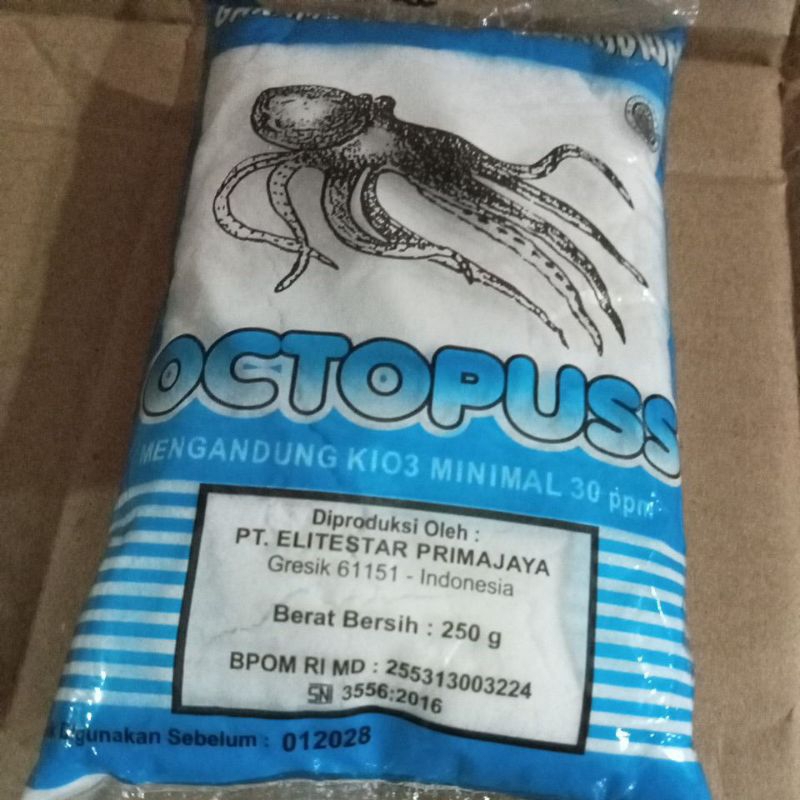 OCTOPUSS
MENGANDUNG KIO3 MINIMAL 30 ppm
Diproduksi Oleh :
PT. ELITESTAR PRIMAJAYA
Gresik 61151 - Indonesia
Berat Bersih : 250 g
BPOM RI MD : 255313003224
SNI 3556:2016
Digunakan Sebelum : 012028